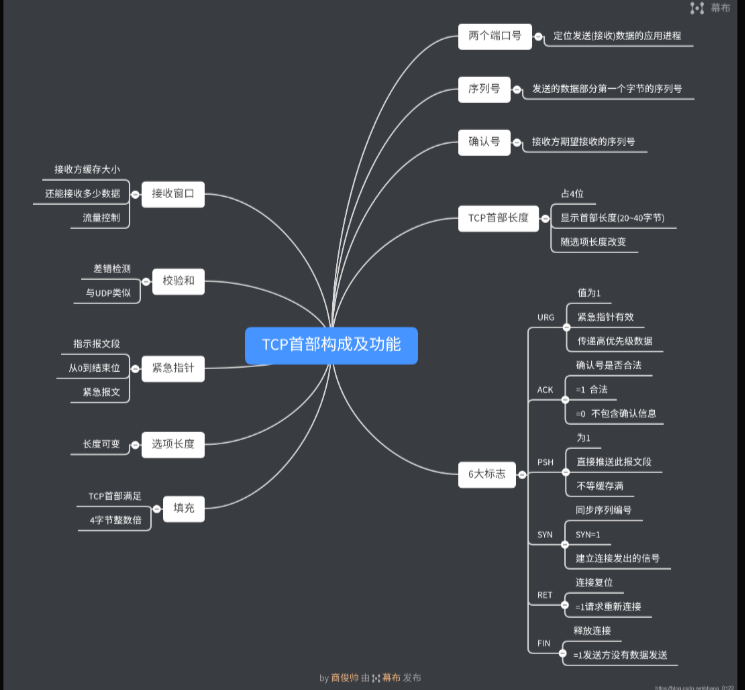 幕布
两个端口号
定位发送(接收)数据的应用进程
序列号
发送的数据部分第一个字节的序列号
确认号
接收方期望接收的序列号
TCP首部长度
占4位
显示首部长度(20~40字节)
随选项长度改变
6大标志
URG
值为1
紧急指针有效
传递高优先级数据
ACK
确认号是否合法
=1 合法
=0 不包含确认信息
PSH
为1
直接推送此报文段
不等缓存满
SYN
同步序列编号
SYN=1
建立连接发出的信号
RET
连接复位
=1请求重新连接
FIN
释放连接
=1发送方没有数据发送
TCP首部构成及功能
接收窗口
接收方缓存大小
还能接收多少数据
流量控制
校验和
差错检测
与UDP类似
紧急指针
指示报文段
从0到结束位
紧急报文
选项长度
长度可变
填充
TCP首部满足
4字节整数倍
by 商俊帅 由 幕布 发布